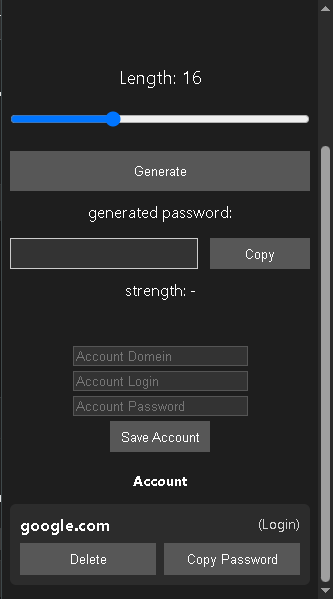 Length: 16
Generate
generated password:
Copy
strength: -
Account Domain
Account Login
Account Password
Save Account
Account
google.com (Login)
Delete Copy Password